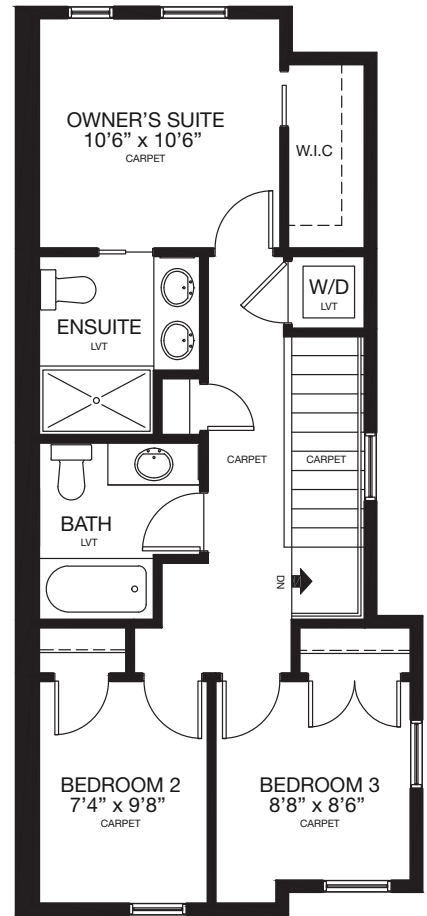 OWNER'S SUITE
10'6” x 10'6”
CARPET
W.I.C
W/D
LVT
ENSUITE
LVT
CARPET
CARPET
BATH
LVT
DN
BEDROOM 2
7'4” x 9'8”
CARPET
BEDROOM 3
8'8” x 8'6”
CARPET